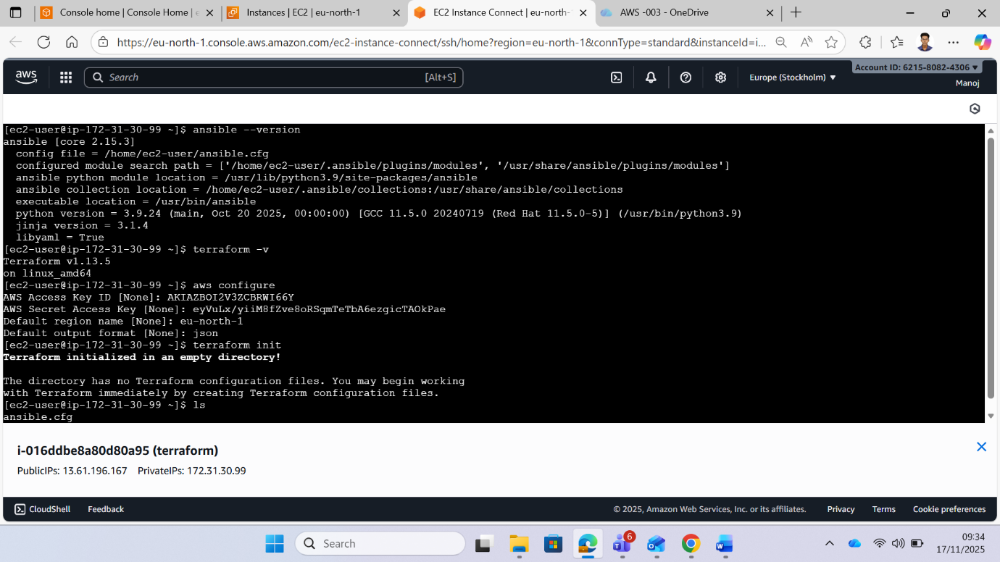 Console home | Console Home | e
Instances | EC2 | eu-north-1
EC2 Instance Connect | eu-north-
AWS -003 - OneDrive
https://eu-north-1.console.aws.amazon.com/ec2-instance-connect/ssh/home?region=eu-north-1&connType=standard&instanceId=i...
aws
Search
[Alt+S]
Europe (Stockholm)
Account ID: 6215-8082-4306
Manoj
[ec2-user@ip-172-31-30-99 ~]$ ansible --version
ansible [core 2.15.3]
config file = /home/ec2-user/ansible.cfg
configured module search path = ['/home/ec2-user/.ansible/plugins/modules', '/usr/share/ansible/plugins/modules']
ansible python module location = /usr/lib/python3.9/site-packages/ansible
ansible collection location = /home/ec2-user/.ansible/collections:/usr/share/ansible/collections
executable location = /usr/bin/ansible
python version = 3.9.24 (main, Oct 20 2025, 00:00:00) [GCC 11.5.0 20240719 (Red Hat 11.5.0-5)] (/usr/bin/python3.9)
jinja version = 3.1.4
libyaml = True
[ec2-user@ip-172-31-30-99 ~]$ terraform -v
Terraform v1.13.5
on linux_amd64
[ec2-user@ip-172-31-30-99 ~]$ aws configure
AWS Access Key ID [None]: AKIAZBOI2V3ZCBRWI66Y
AWS Secret Access Key [None]: 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
Default region name [None]: eu-north-1
Default output format [None]: json
[ec2-user@ip-172-31-30-99 ~]$ terraform init
Terraform initialized in an empty directory!
The directory has no Terraform configuration files. You may begin working
with Terraform immediately by creating Terraform configuration files.
[ec2-user@ip-172-31-30-99 ~]$ ls
ansible.cfg
i-016ddbe8a80d80a95 (terraform)
PublicIPs: 13.61.196.167 PrivateIPs: 172.31.30.99
CloudShell
Feedback
© 2025, Amazon Web Services, Inc. or its affiliates.
Privacy
Terms
Cookie preferences
Search
6
09:34
17/11/2025